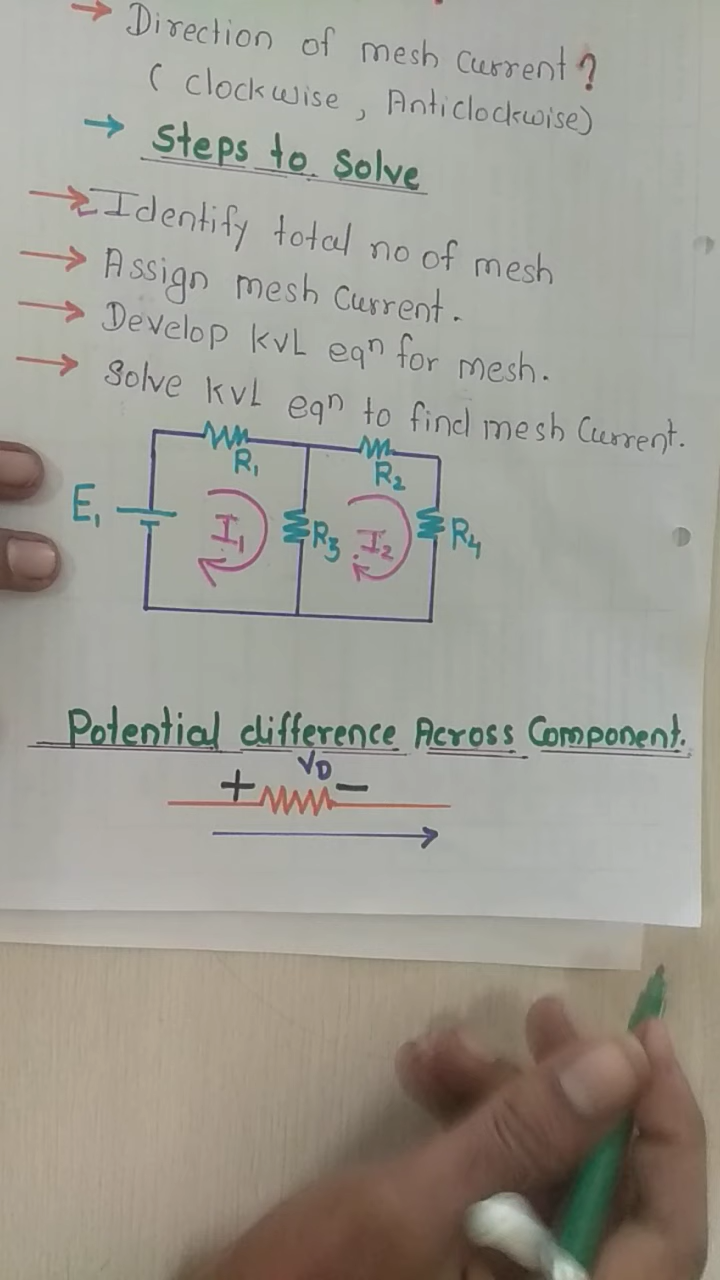 → Direction of mesh current?
( clockwise , Anticlockwise)
→ Steps to Solve
→ Identify total no of mesh
→ Assign mesh Current.
→ Develop KVL eqⁿ for mesh.
→ Solve KVL eqⁿ to find mesh Current.
R₁ R₂
E₁ I₁ R₃ I₂ R₄
Potential difference Across Component.
V_D
+ −